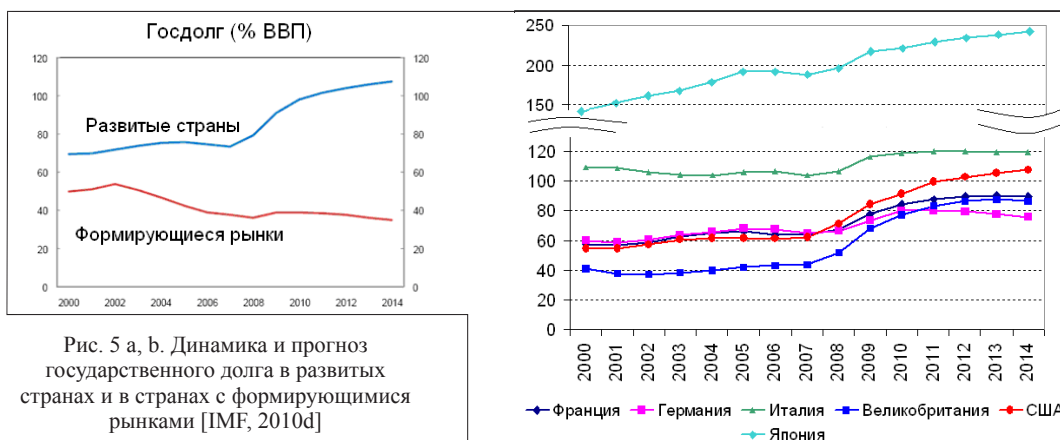 Госдолг (% ВВП)
120 120
100 100
80 80
60 60
40 40
20 20
0 0
Развитые страны
Формирующиеся рынки
2000 2002 2004 2006 2008 2010 2012 2014
Рис. 5 a, b. Динамика и прогноз
государственного долга в развитых
странах и в странах с формирующимися
рынками [IMF, 2010d]
250
200
150
120
100
80
60
40
20
0
2000 2001 2002 2003 2004 2005 2006 2007 2008 2009 2010 2011 2012 2013 2014
Франция Германия Италия Великобритания США
Япония